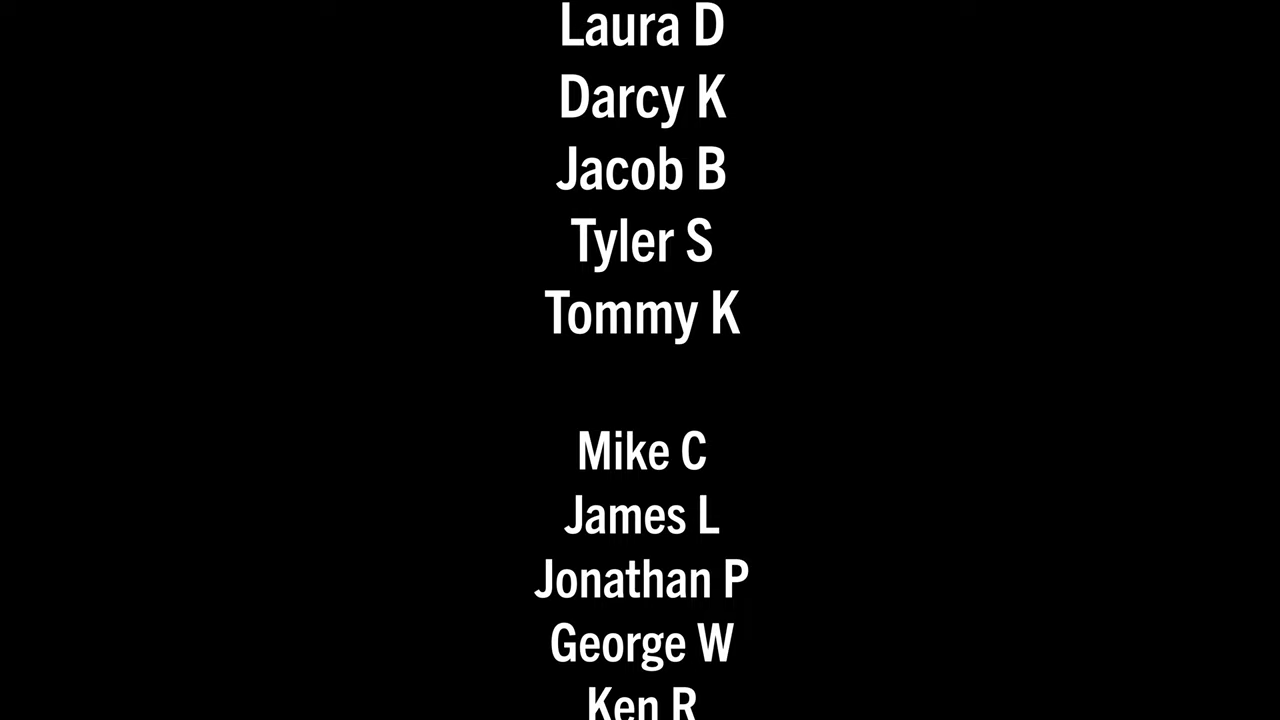 Laura D
Darcy K
Jacob B
Tyler S
Tommy K
Mike C
James L
Jonathan P
George W
Ken R